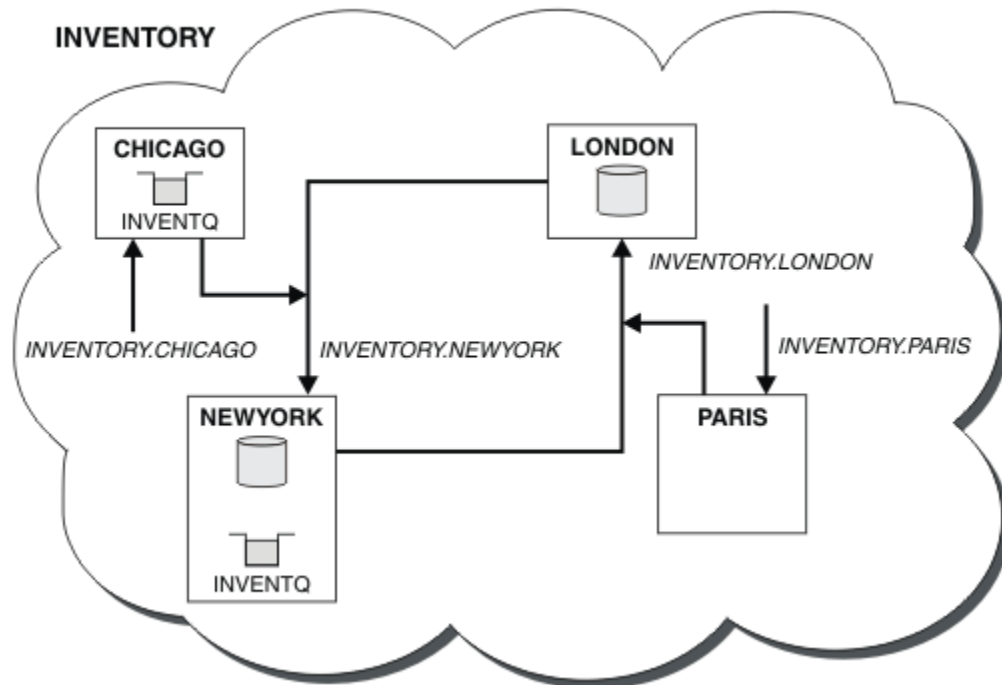 INVENTORY
CHICAGO
INVENTQ
LONDON
INVENTORY.LONDON
INVENTORY.CHICAGO
INVENTORY.NEWYORK
INVENTORY.PARIS
NEWYORK
INVENTQ
PARIS